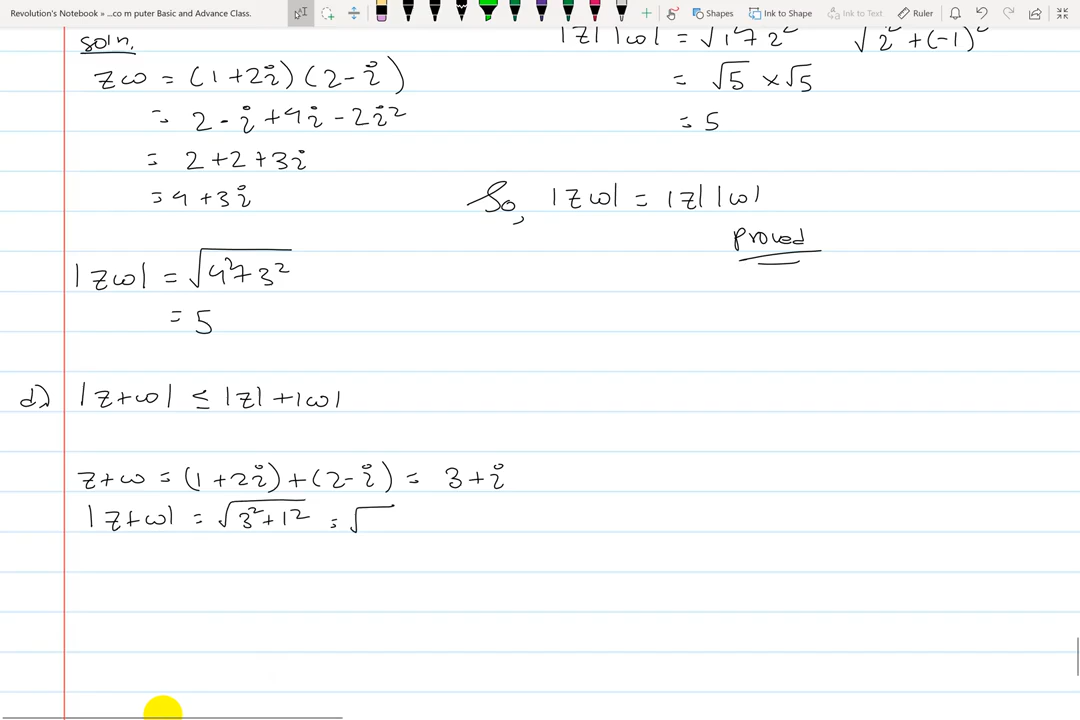 Revolution's Notebook » ...co m puter Basic and Advance Class.
Shapes
Ink to Shape
Ink to Text
Ruler
soln.
zω = (1+2i)(2-i)
= 2-i+4i-2i²
= 2+2+3i
= 4+3i
|zω| = √4²+3²
= 5
|z||ω| = √1²+2² √2²+(-1)²
= √5 × √5
= 5
So, |zω| = |z||ω|
proved
d) |z+ω| ≤ |z|+|ω|
z+ω = (1+2i)+(2-i) = 3+i
|z+ω| = √3²+1² = √